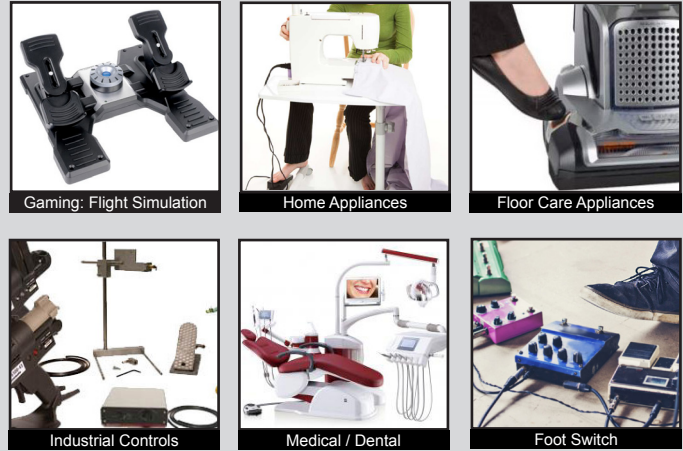 Gaming: Flight Simulation
Home Appliances
Floor Care Appliances
Industrial Controls
Medical / Dental
Foot Switch